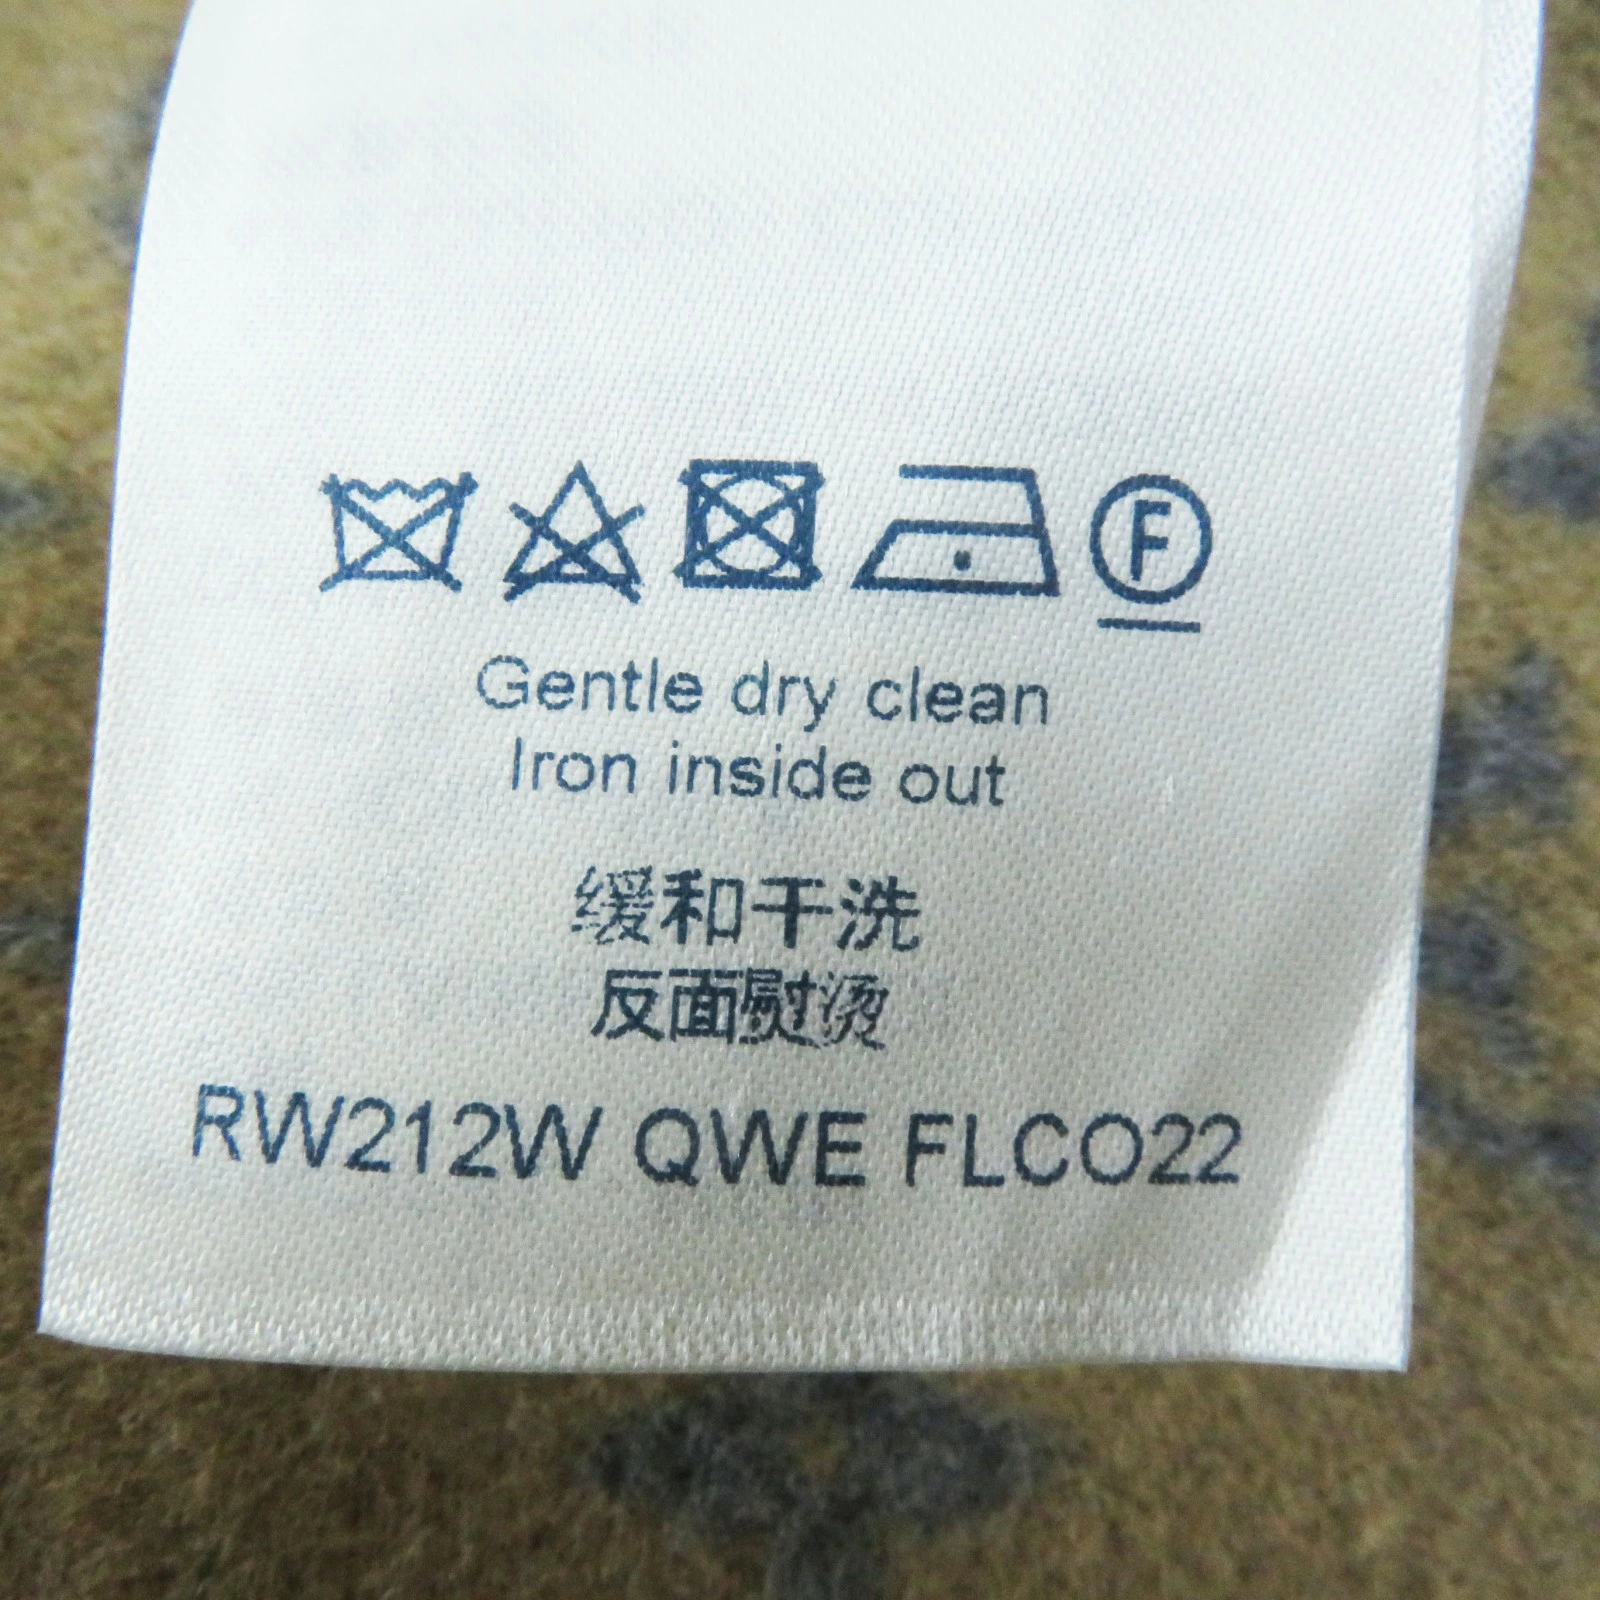 F
Gentle dry clean
Iron inside out
缓和干洗
反面熨烫
RW212W QWE FLCO22